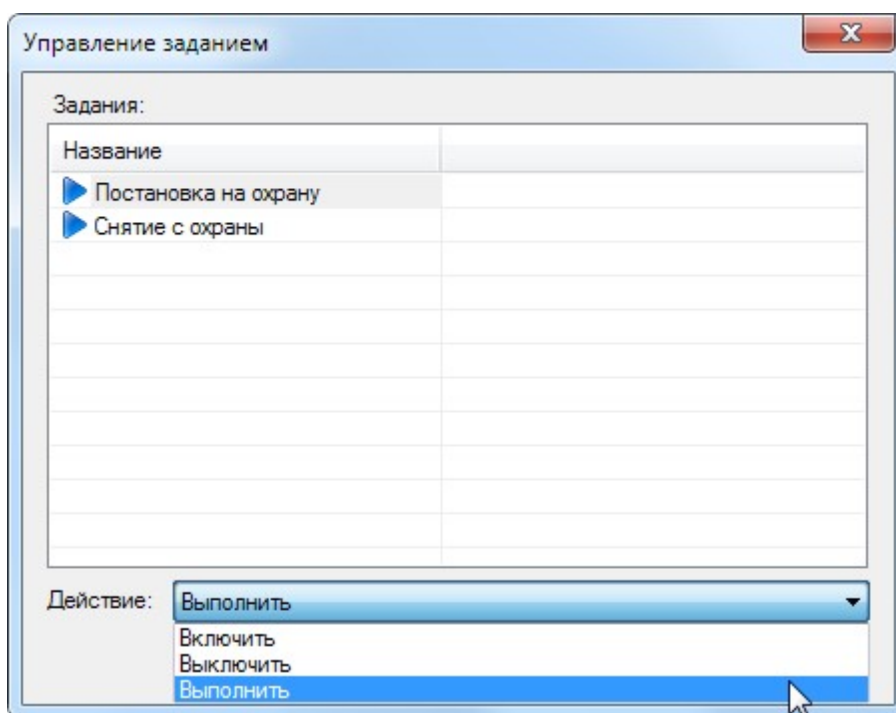 Управление заданием
Задания:
Название
Постановка на охрану
Снятие с охраны
Действие: Выполнить
Включить
Выключить
Выполнить